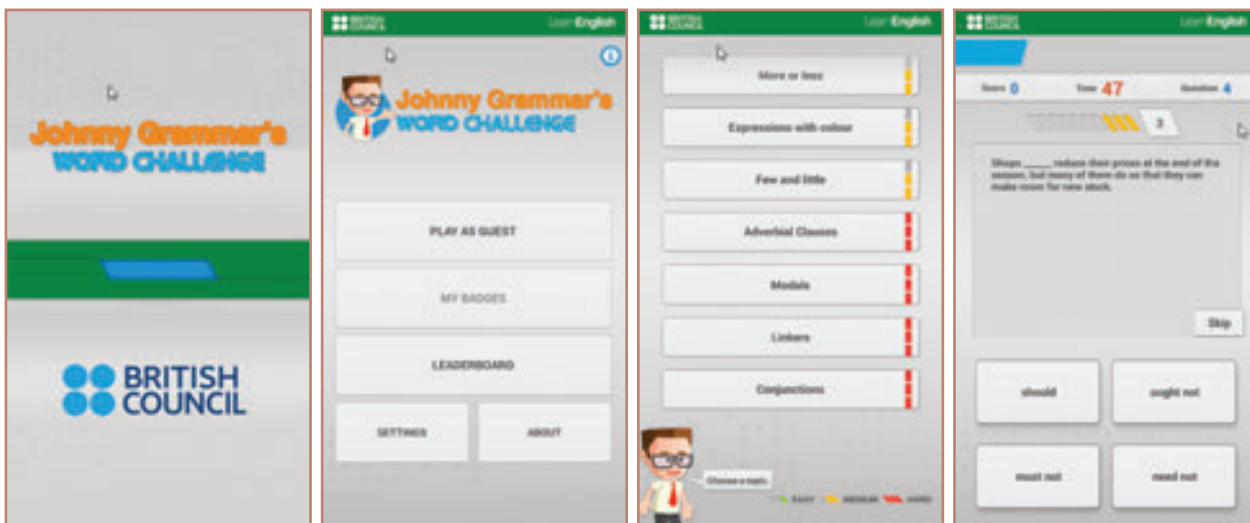 Johnny Grammar's
WORD CHALLENGE
BRITISH
COUNCIL
BRITISH
COUNCIL
LearnEnglish
Johnny Grammar's
WORD CHALLENGE
PLAY AS GUEST
MY BADGES
LEADERBOARD
SETTINGS
ABOUT
BRITISH
COUNCIL
LearnEnglish
More or less
Expressions with colour
Few and little
Adverbial Clauses
Modals
Linkers
Conjunctions
Choose a topic.
EASY MEDIUM HARD
BRITISH
COUNCIL
LearnEnglish
Score 0 Time 47 Question 4
3
Shops _____ reduce their prices at the end of the
season, but many of them do so that they can
make room for new stock.
Skip
should
ought not
must not
need not